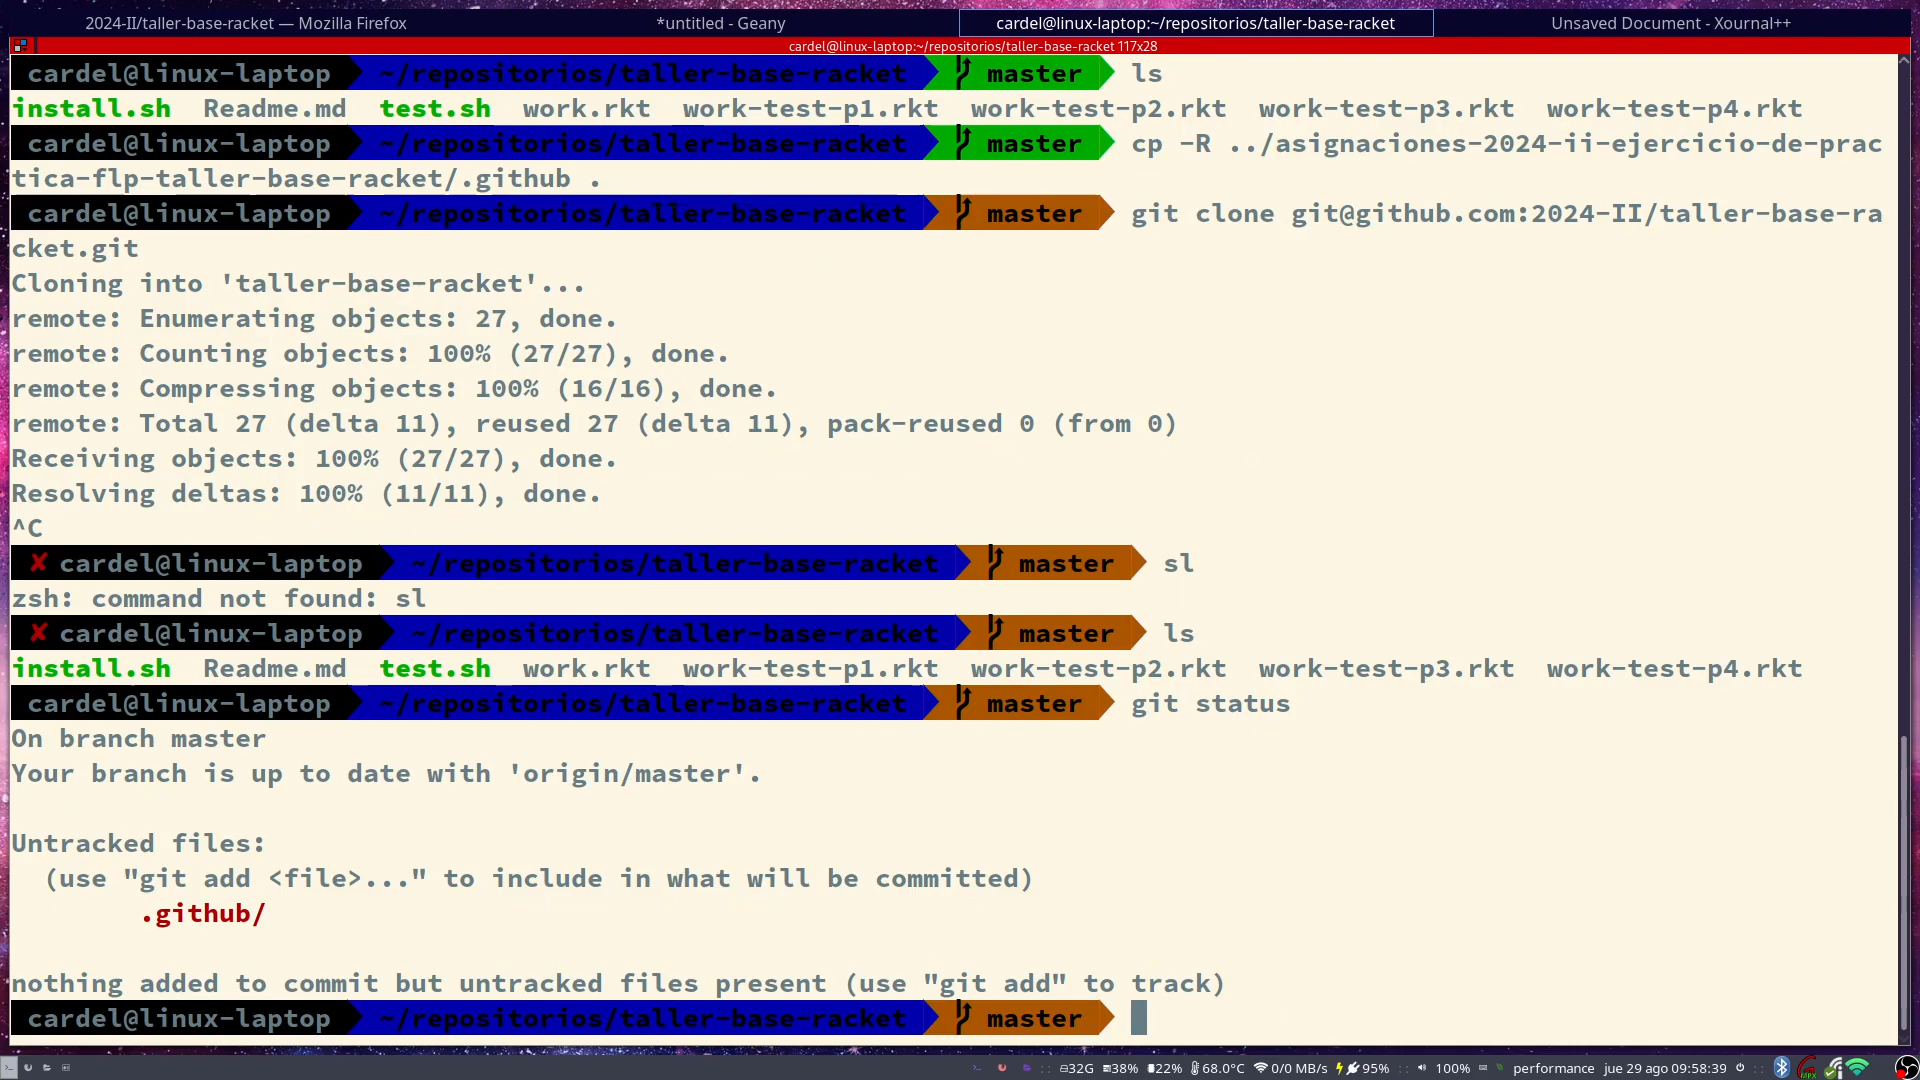 2024-II/taller-base-racket — Mozilla Firefox
*untitled - Geany
cardel@linux-laptop:~/repositorios/taller-base-racket
Unsaved Document - Xournal++
cardel@linux-laptop:~/repositorios/taller-base-racket 117x28
cardel@linux-laptop ~/repositorios/taller-base-racket master ls
install.sh Readme.md test.sh work.rkt work-test-p1.rkt work-test-p2.rkt work-test-p3.rkt work-test-p4.rkt
cardel@linux-laptop ~/repositorios/taller-base-racket master cp -R ../asignaciones-2024-ii-ejercicio-de-prac
tica-flp-taller-base-racket/.github .
cardel@linux-laptop ~/repositorios/taller-base-racket master git clone git@github.com:2024-II/taller-base-ra
cket.git
Cloning into 'taller-base-racket'...
remote: Enumerating objects: 27, done.
remote: Counting objects: 100% (27/27), done.
remote: Compressing objects: 100% (16/16), done.
remote: Total 27 (delta 11), reused 27 (delta 11), pack-reused 0 (from 0)
Receiving objects: 100% (27/27), done.
Resolving deltas: 100% (11/11), done.
^C
✘ cardel@linux-laptop ~/repositorios/taller-base-racket master sl
zsh: command not found: sl
✘ cardel@linux-laptop ~/repositorios/taller-base-racket master ls
install.sh Readme.md test.sh work.rkt work-test-p1.rkt work-test-p2.rkt work-test-p3.rkt work-test-p4.rkt
cardel@linux-laptop ~/repositorios/taller-base-racket master git status
On branch master
Your branch is up to date with 'origin/master'.
Untracked files:
(use "git add <file>..." to include in what will be committed)
.github/
nothing added to commit but untracked files present (use "git add" to track)
cardel@linux-laptop ~/repositorios/taller-base-racket master
32G 38% 22% 68.0°C 0/0 MB/s 95% 100% performance jue 29 ago 09:58:39